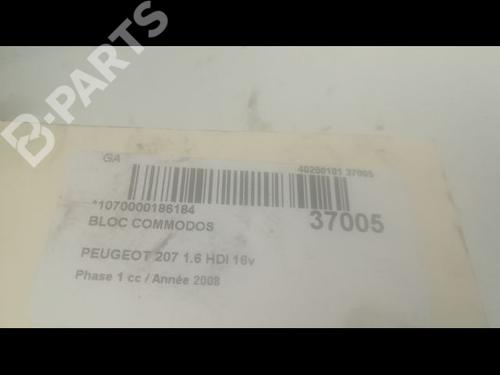 B-PARTS
GA
40200101 37005
*1070000186184
37005
BLOC COMMODOS
PEUGEOT 207 1.6 HDI 16v
Phase 1 cc / Année 2008